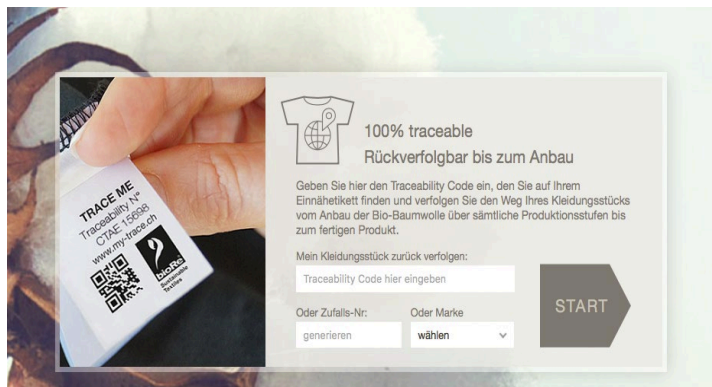 TRACE ME
Traceability N°
CTAE 15698
www.my-trace.ch
bioRe
Sustainable
Textiles
100% traceable
Rückverfolgbar bis zum Anbau
Geben Sie hier den Traceability Code ein, den Sie auf Ihrem
Einnähetikett finden und verfolgen Sie den Weg Ihres Kleidungsstücks
vom Anbau der Bio-Baumwolle über sämtliche Produktionsstufen bis
zum fertigen Produkt.
Mein Kleidungsstück zurück verfolgen:
Traceability Code hier eingeben
Oder Zufalls-Nr:
Oder Marke
generieren
wählen
START